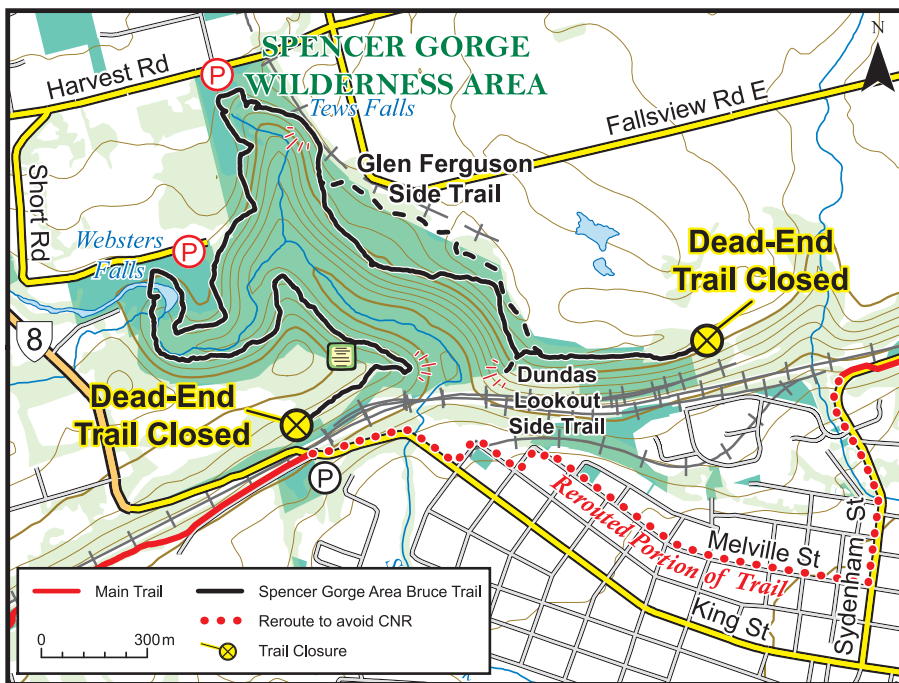 N
SPENCER GORGE
WILDERNESS AREA
P
Harvest Rd
Tews Falls
Fallsview Rd E
Glen Ferguson
Side Trail
Short Rd
Websters
Falls
P
Dead-End
Trail Closed
8
Dundas
Lookout
Side Trail
Dead-End
Trail Closed
P
Rerouted Portion of Trail
Melville St
Sydenham St
King St
Main Trail
Spencer Gorge Area Bruce Trail
Reroute to avoid CNR
0 300 m
Trail Closure